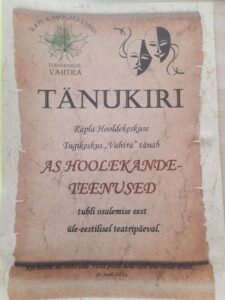 RAPLA HOOLDEKESKUS
TUGIKESKUS
VAHTRA
TÄNUKIRI
Rapla Hooldekeskuse
Tugikeskus „Vahtra” tänab
AS HOOLEKANDE-
TEENUSED
tubli osalemise eest
üle-eestilisel teatripäeval.